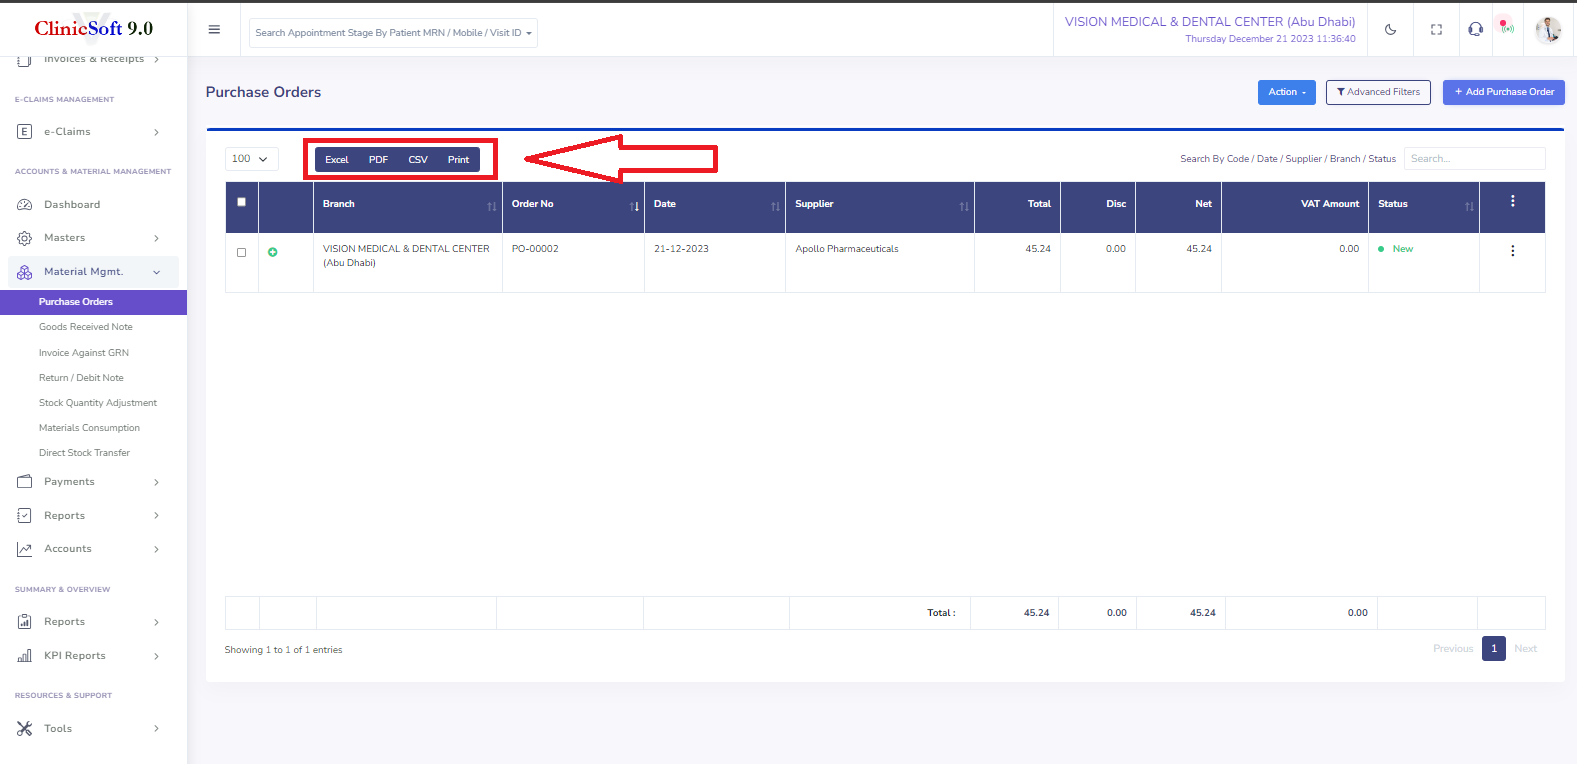 ClinicSoft 9.0
Search Appointment Stage By Patient MRN / Mobile / Visit ID
VISION MEDICAL & DENTAL CENTER (Abu Dhabi)
Thursday December 21 2023 11:36:40
Invoices & Receipts
E-CLAIMS MANAGEMENT
e-Claims
ACCOUNTS & MATERIAL MANAGEMENT
Dashboard
Masters
Material Mgmt.
Purchase Orders
Goods Received Note
Invoice Against GRN
Return / Debit Note
Stock Quantity Adjustment
Materials Consumption
Direct Stock Transfer
Payments
Reports
Accounts
SUMMARY & OVERVIEW
Reports
KPI Reports
RESOURCES & SUPPORT
Tools
Purchase Orders
Action
Advanced Filters
+ Add Purchase Order
100
Excel PDF CSV Print
Search By Code / Date / Supplier / Branch / Status
Search...
Branch Order No Date Supplier Total Disc Net VAT Amount Status
VISION MEDICAL & DENTAL CENTER PO-00002 21-12-2023 Apollo Pharmaceuticals 45.24 0.00 45.24 0.00 New
(Abu Dhabi)
Total : 45.24 0.00 45.24 0.00
Showing 1 to 1 of 1 entries
Previous 1 Next